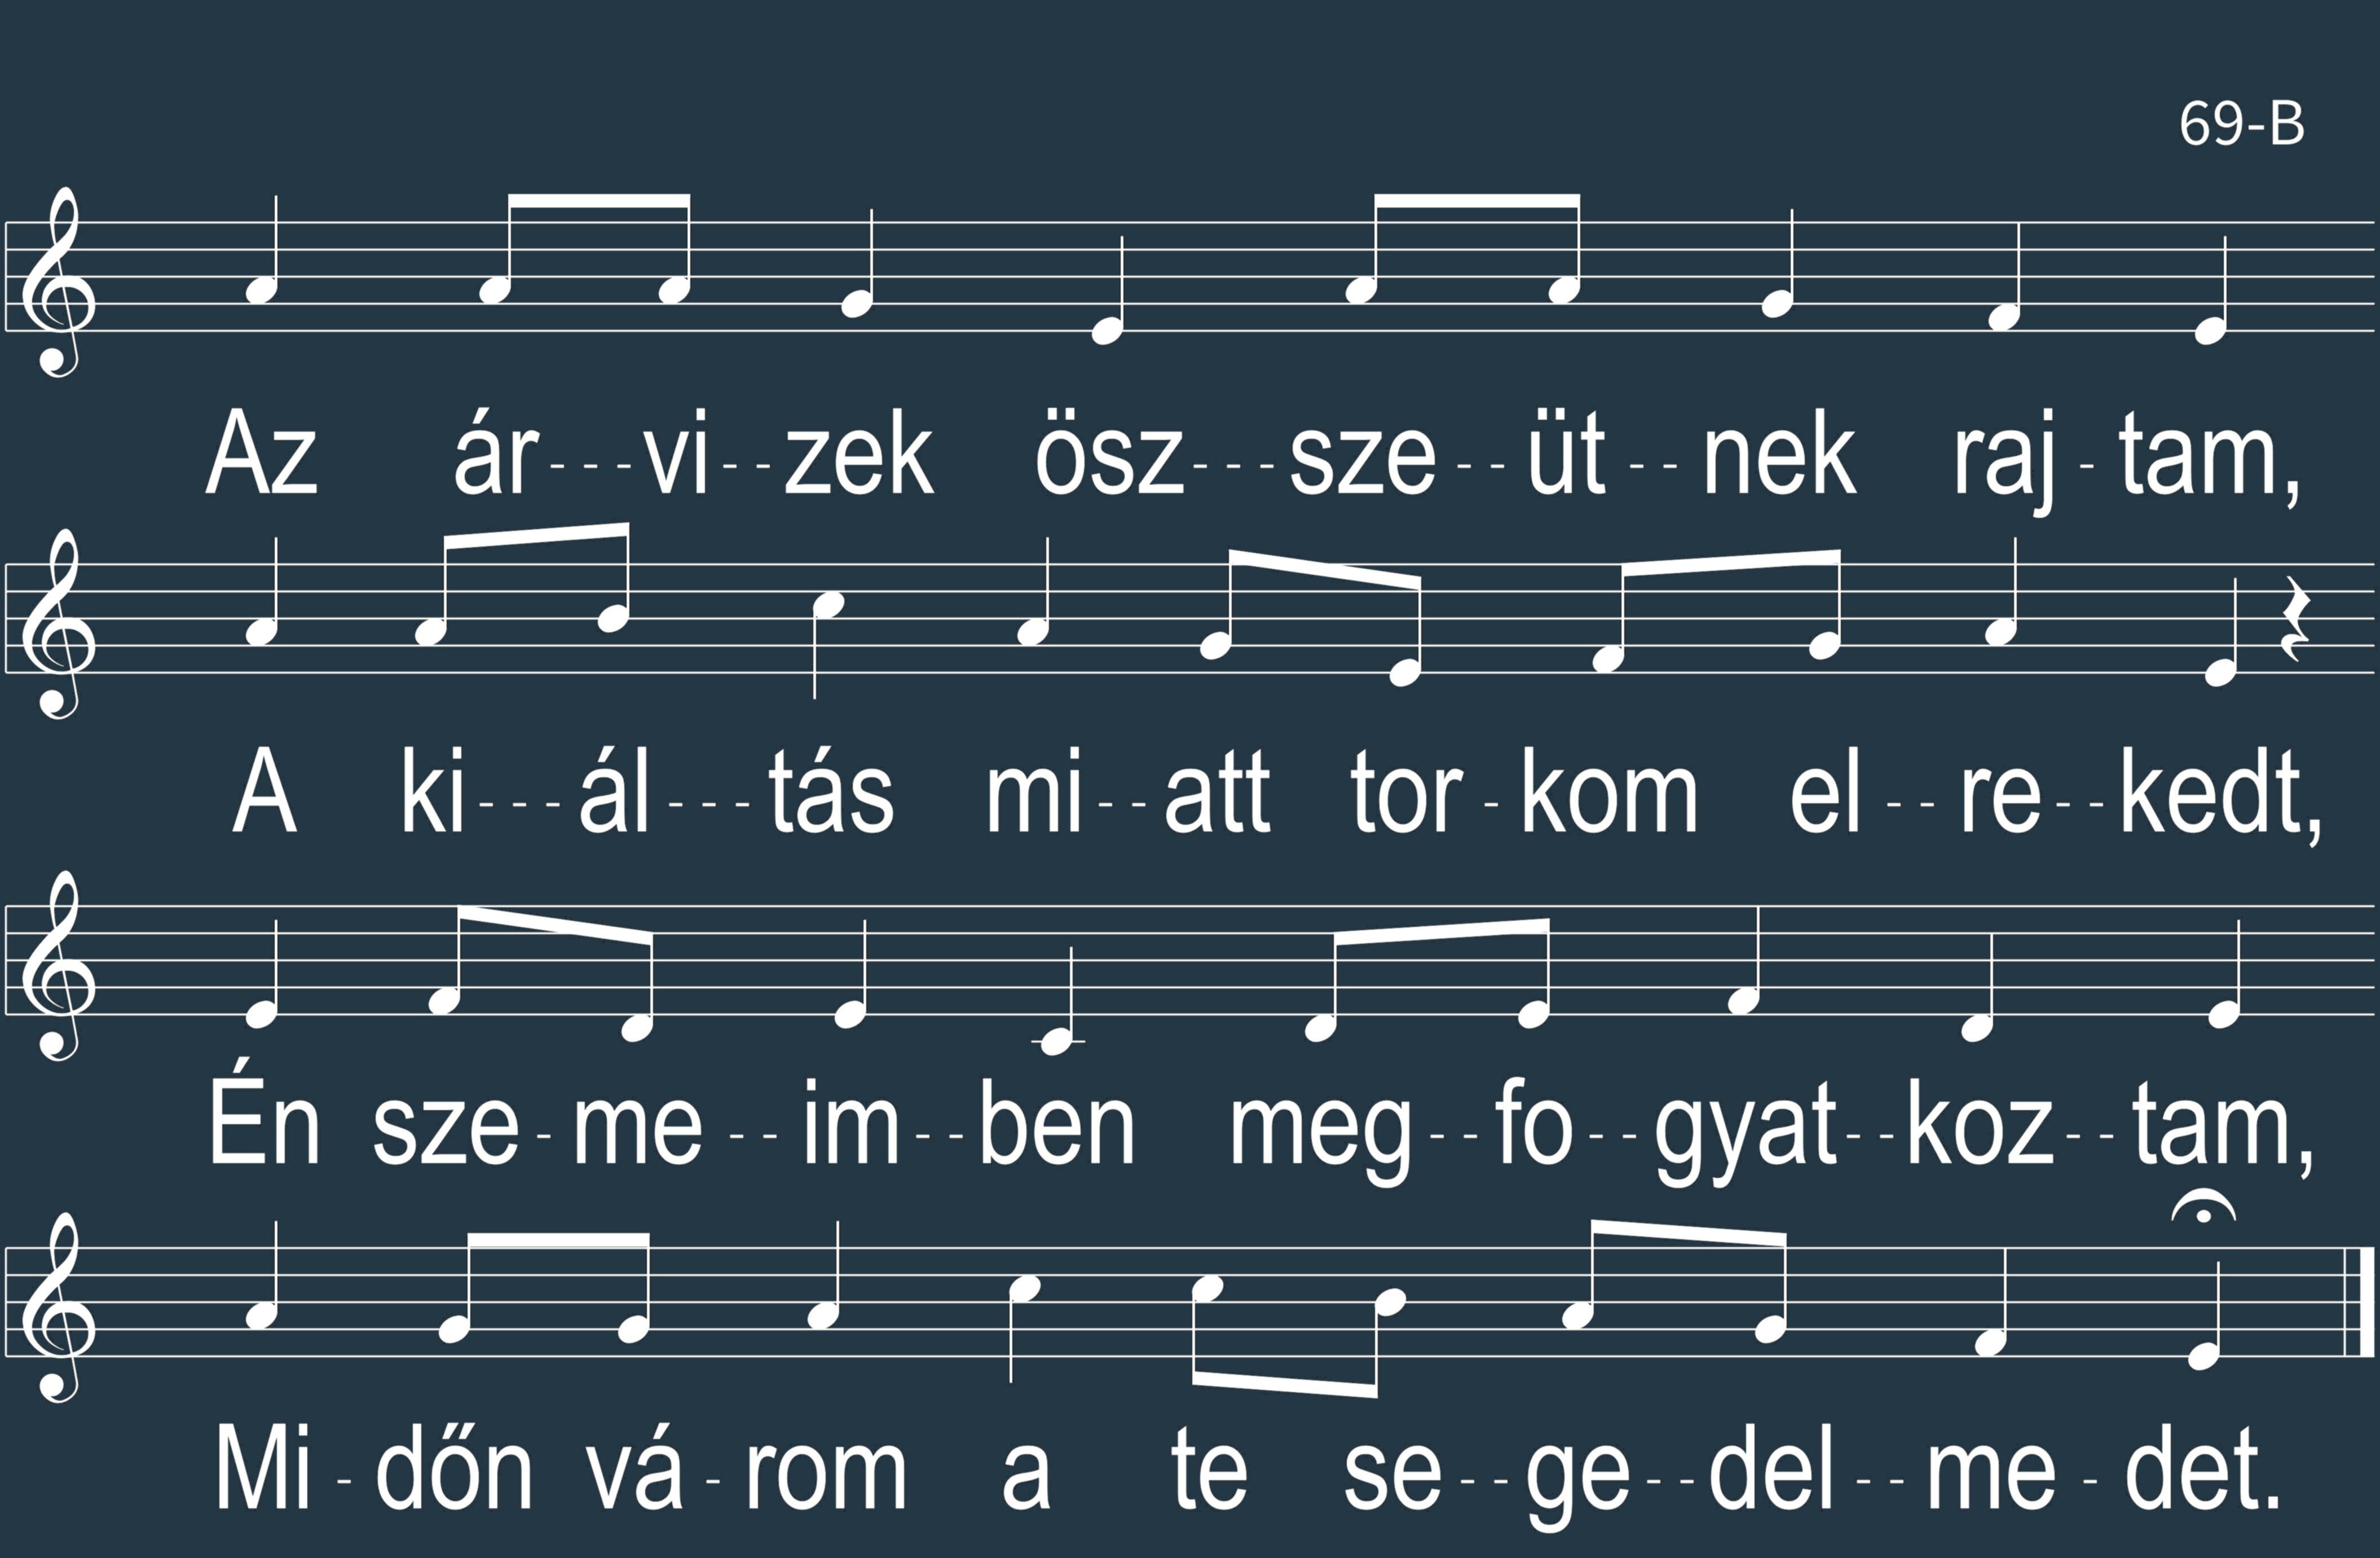 69-B
Az ár---vi--zek ösz---sze--üt--nek raj-tam,
A ki---ál---tás mi--att tor-kom el--re--kedt,
Én sze-me--im--ben meg--fo--gyat--koz--tam,
Mi-dőn vá-rom a te se--ge--del--me-det.